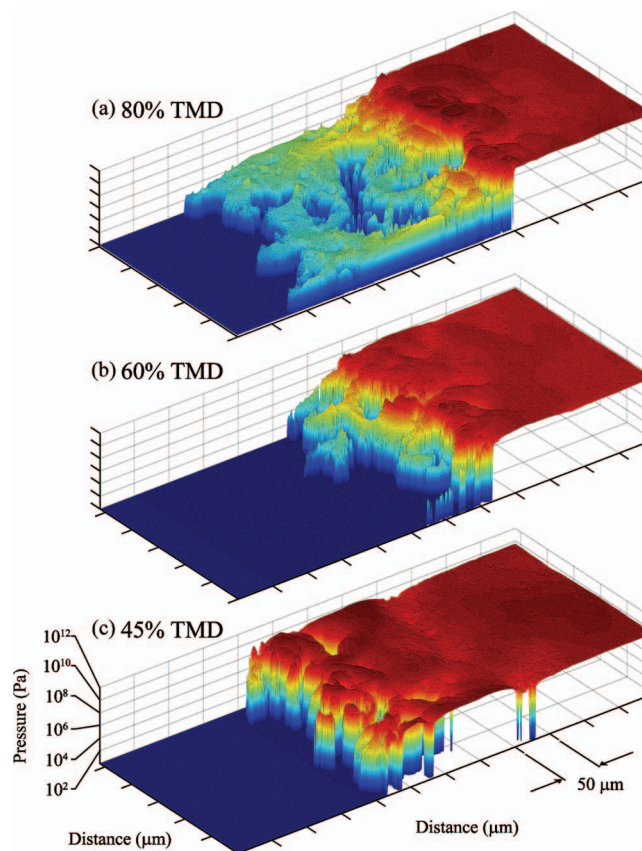 (a) 80% TMD
(b) 60% TMD
(c) 45% TMD
10¹²
10¹⁰
10⁸
10⁶
10⁴
10²
Pressure (Pa)
50 μm
Distance (μm)
Distance (μm)